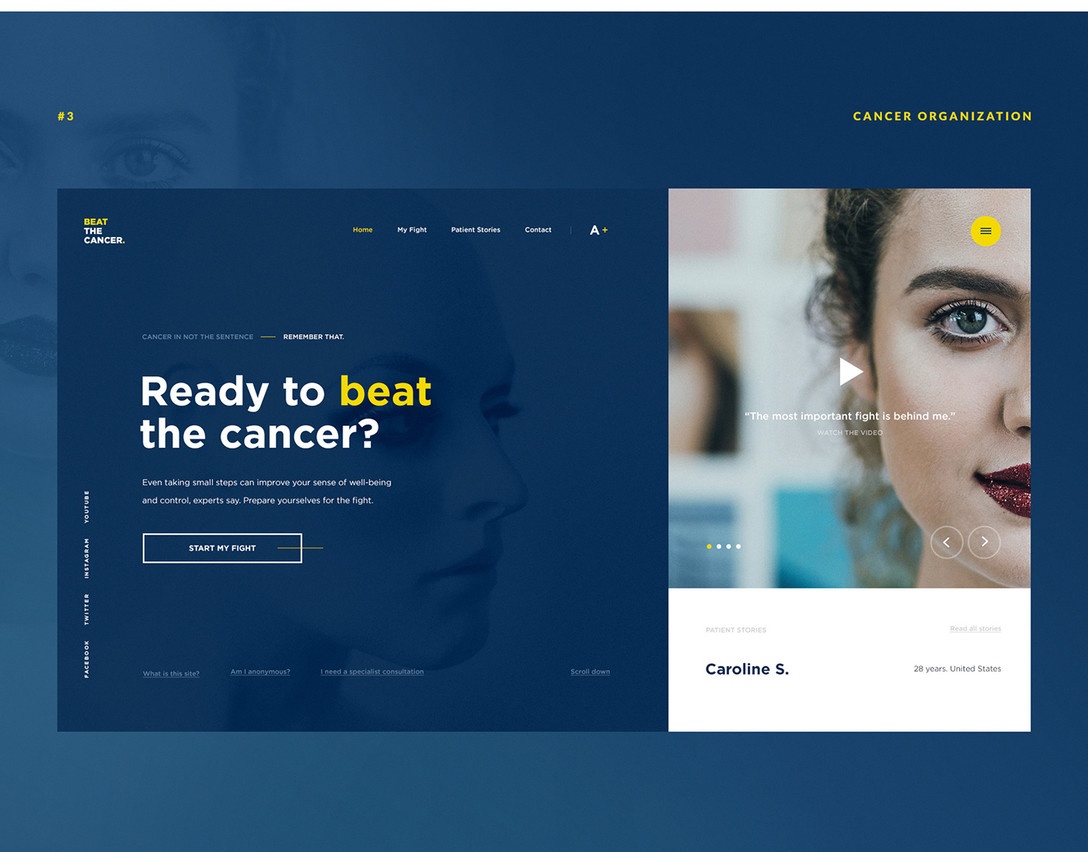 #3
CANCER ORGANIZATION
BEAT
THE
CANCER.
Home
My Fight
Patient Stories
Contact
A+
CANCER IN NOT THE SENTENCE
REMEMBER THAT.
Ready to beat
the cancer?
Even taking small steps can improve your sense of well-being
and control, experts say. Prepare yourselves for the fight.
START MY FIGHT
YOUTUBE
INSTAGRAM
TWITTER
FACEBOOK
What is this site?
Am I anonymous?
I need a specialist consultation
Scroll down
"The most important fight is behind me."
WATCH THE VIDEO
PATIENT STORIES
Read all stories
Caroline S.
28 years. United States